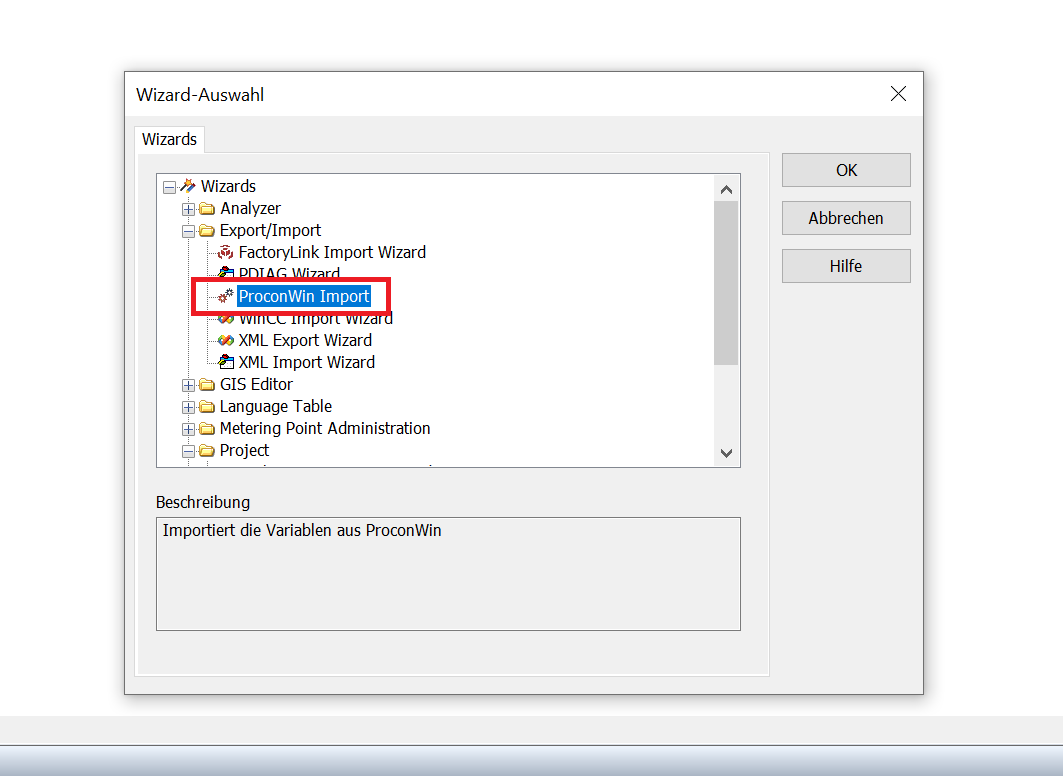 Wizard-Auswahl
Wizards
OK
Abbrechen
Hilfe
Wizards
Analyzer
Export/Import
FactoryLink Import Wizard
PDIAG Wizard
ProconWin Import
WinCC Import Wizard
XML Export Wizard
XML Import Wizard
GIS Editor
Language Table
Metering Point Administration
Project
Beschreibung
Importiert die Variablen aus ProconWin